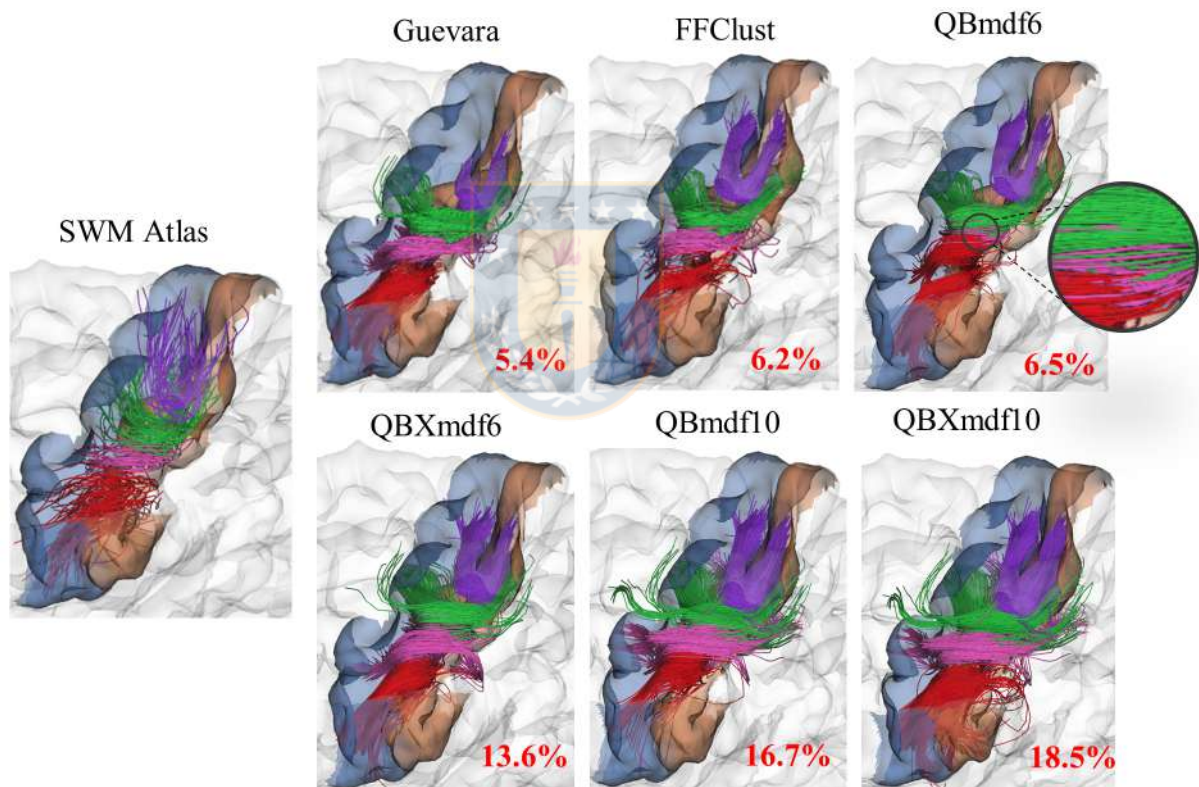 Guevara FFClust QBmdf6
SWM Atlas
5.4% 6.2% 6.5%
QBXmdf6 QBmdf10 QBXmdf10
13.6% 16.7% 18.5%